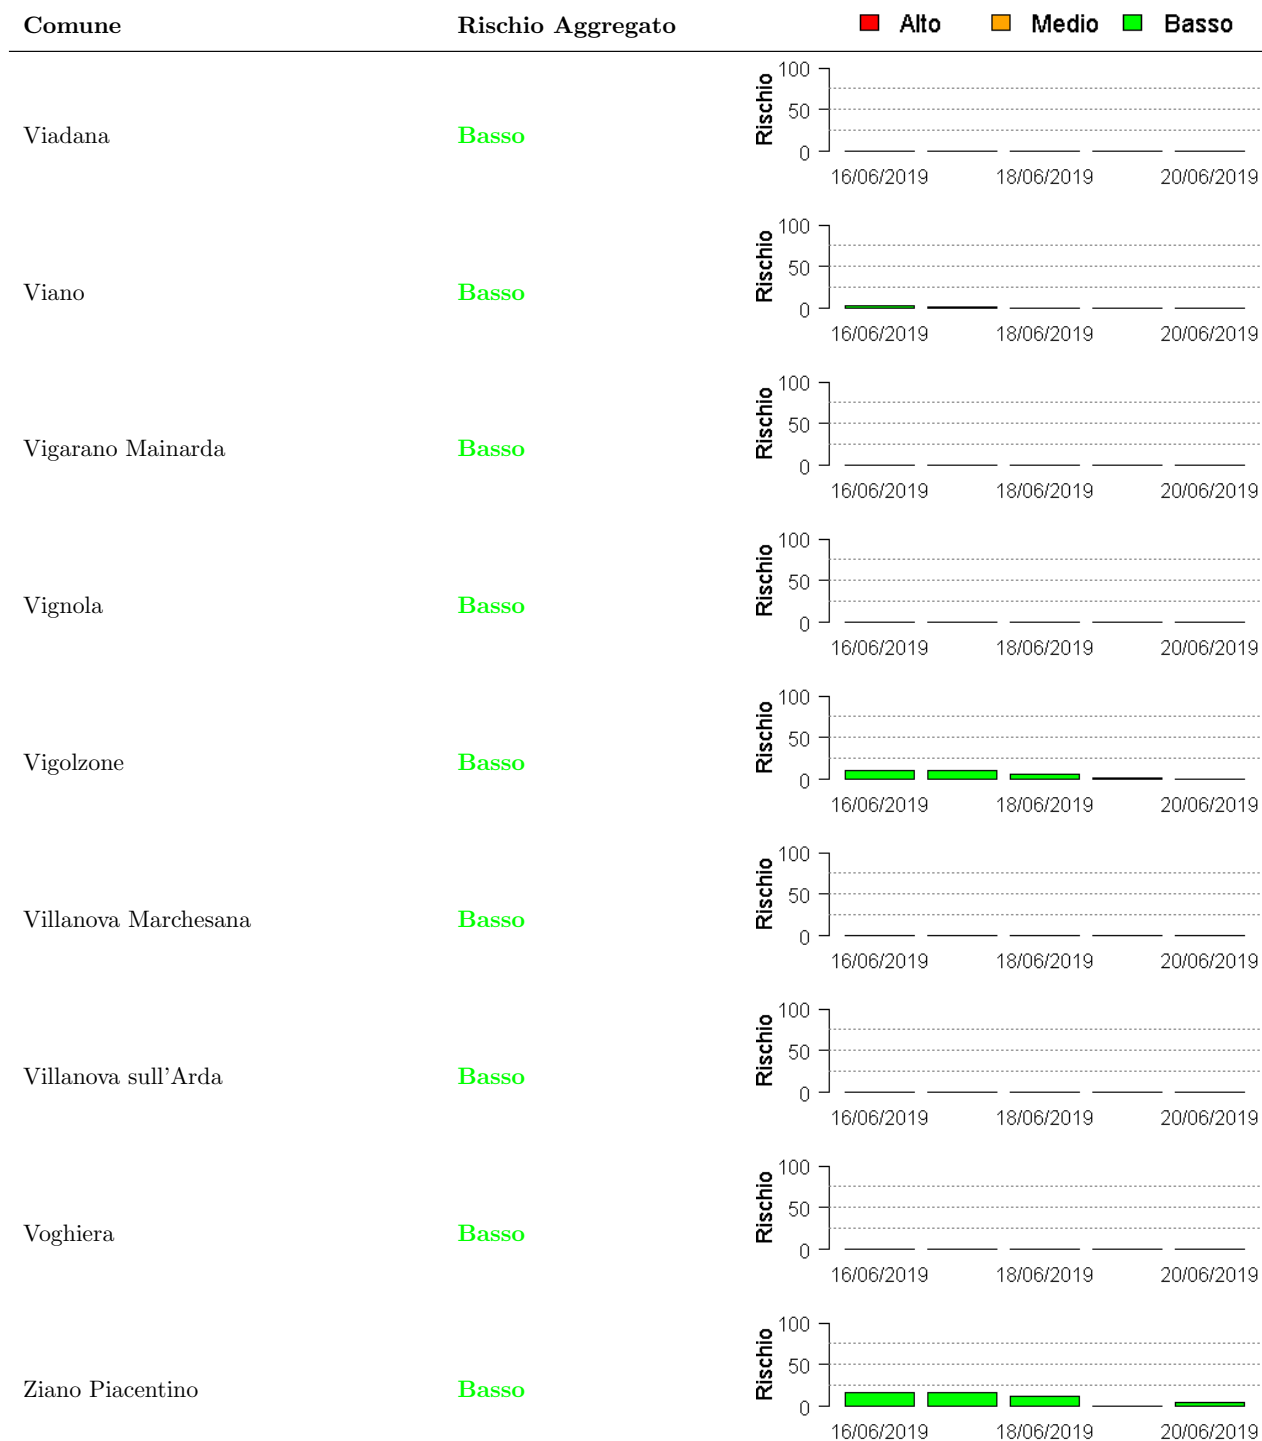 Comune Rischio Aggregato Alto Medio Basso
Viadana Basso Rischio 100 50 0
16/06/2019 18/06/2019 20/06/2019
Viano Basso Rischio 100 50 0
16/06/2019 18/06/2019 20/06/2019
Vigarano Mainarda Basso Rischio 100 50 0
16/06/2019 18/06/2019 20/06/2019
Vignola Basso Rischio 100 50 0
16/06/2019 18/06/2019 20/06/2019
Vigolzone Basso Rischio 100 50 0
16/06/2019 18/06/2019 20/06/2019
Villanova Marchesana Basso Rischio 100 50 0
16/06/2019 18/06/2019 20/06/2019
Villanova sull'Arda Basso Rischio 100 50 0
16/06/2019 18/06/2019 20/06/2019
Voghiera Basso Rischio 100 50 0
16/06/2019 18/06/2019 20/06/2019
Ziano Piacentino Basso Rischio 100 50 0
16/06/2019 18/06/2019 20/06/2019